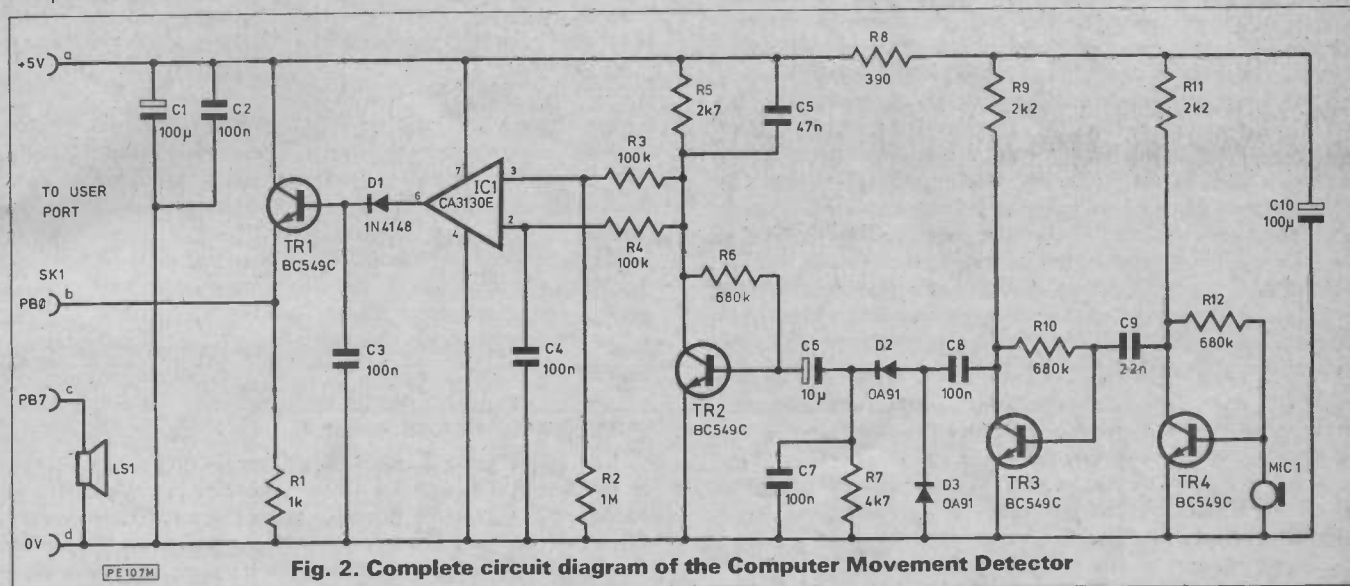 +5V
a
C1
100µ
C2
100n
TO USER
PORT
SK1
PB0
b
PB7
c
LS1
0V
d
TR1
BC549C
R1
1k
D1
1N4148
C3
100n
6
7
4
IC1
CA3130E
3
2
C4
100n
R3
100k
R4
100k
R2
1M
R5
2k7
C5
47n
R6
680k
TR2
BC549C
C6
10µ
D2
OA91
C7
100n
R7
4k7
C8
100n
D3
OA91
R8
390
R9
2k2
R10
680k
TR3
BC549C
C9
2·2n
R11
2k2
R12
680k
TR4
BC549C
MIC 1
C10
100µ
PE107M
Fig. 2. Complete circuit diagram of the Computer Movement Detector